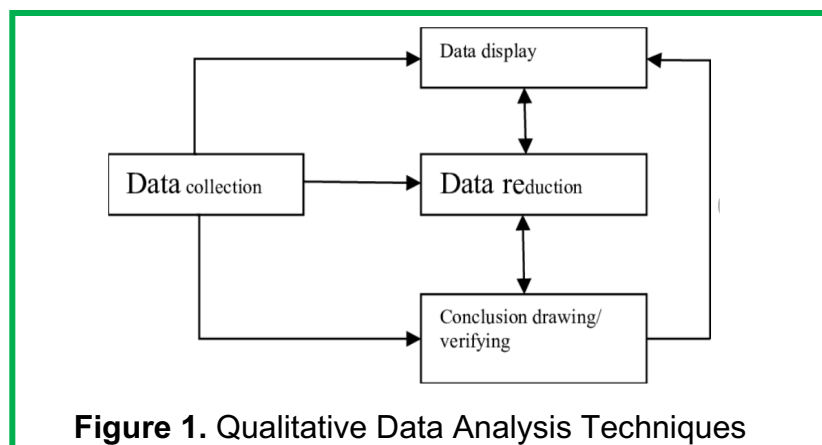 Data display
Data collection
Data reduction
Conclusion drawing/
verifying
Figure 1. Qualitative Data Analysis Techniques